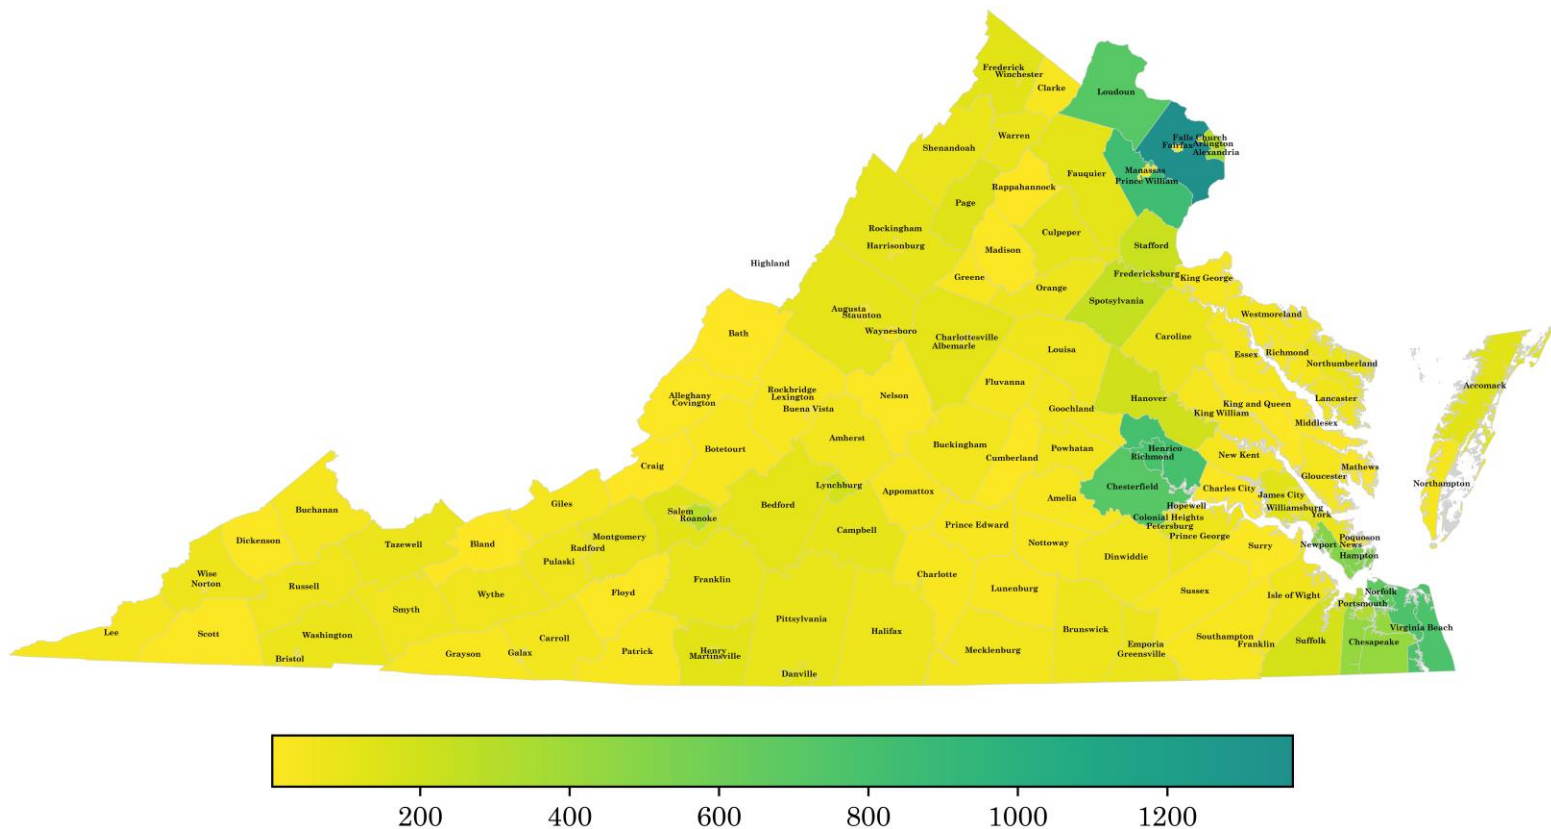 Frederick
Winchester
Clarke
Loudoun
Warren
Falls Church
Fairfax
Arlington
Alexandria
Shenandoah
Manassas
Prince William
Fauquier
Rappahannock
Page
Rockingham
Culpeper
Harrisonburg
Madison
Stafford
Highland
Greene
Fredericksburg
King George
Orange
Spotsylvania
Augusta
Staunton
Westmoreland
Waynesboro
Bath
Charlottesville
Albemarle
Louisa
Caroline
Essex
Richmond
Northumberland
Accomack
Fluvanna
Rockbridge
Lexington
Alleghany
Covington
Nelson
Buena Vista
Goochland
Hanover
Lancaster
King and Queen
King William
Middlesex
Amherst
Botetourt
Buckingham
Powhatan
Henrico
Richmond
Cumberland
New Kent
Craig
Mathews
Gloucester
Northampton
Lynchburg
Chesterfield
Charles City
Appomattox
Amelia
James City
Giles
Bedford
Hopewell
Williamsburg
Buchanan
Salem
Roanoke
York
Colonial Heights
Petersburg
Prince Edward
Campbell
Prince George
Poquoson
Newport News
Dickenson
Tazewell
Bland
Montgomery
Radford
Nottoway
Surry
Dinwiddie
Hampton
Pulaski
Wise
Norton
Charlotte
Franklin
Russell
Lunenburg
Sussex
Norfolk
Floyd
Wythe
Isle of Wight
Portsmouth
Smyth
Pittsylvania
Virginia Beach
Lee
Scott
Washington
Halifax
Brunswick
Southampton
Carroll
Suffolk
Chesapeake
Emporia
Franklin
Greensville
Henry
Martinsville
Patrick
Mecklenburg
Grayson
Galax
Bristol
Danville
200 400 600 800 1000 1200